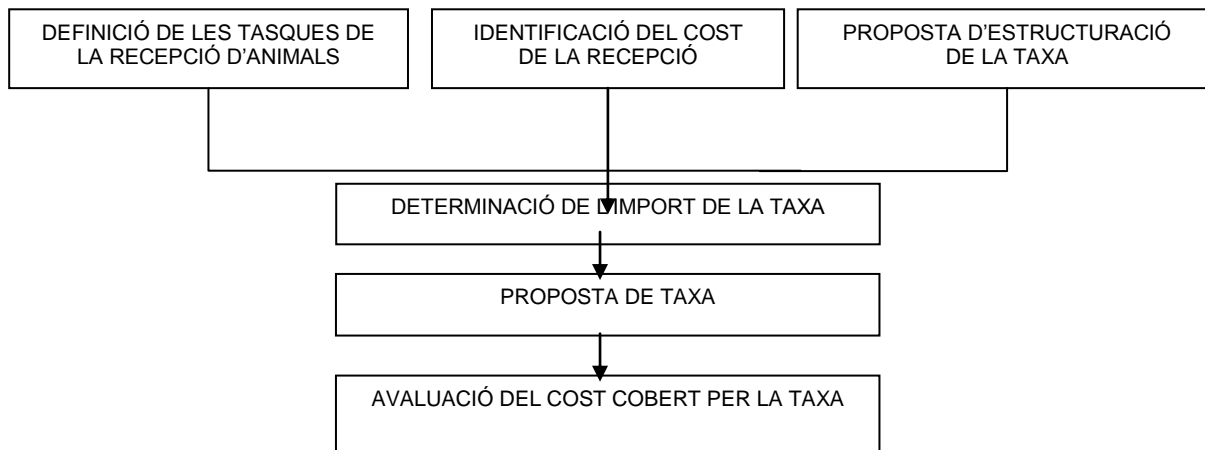 DEFINICIÓ DE LES TASQUES DE
LA RECEPCIÓ D'ANIMALS
IDENTIFICACIÓ DEL COST
DE LA RECEPCIÓ
PROPOSTA D'ESTRUCTURACIÓ
DE LA TAXA
DETERMINACIÓ DE L'IMPORT DE LA TAXA
PROPOSTA DE TAXA
AVALUACIÓ DEL COST COBERT PER LA TAXA